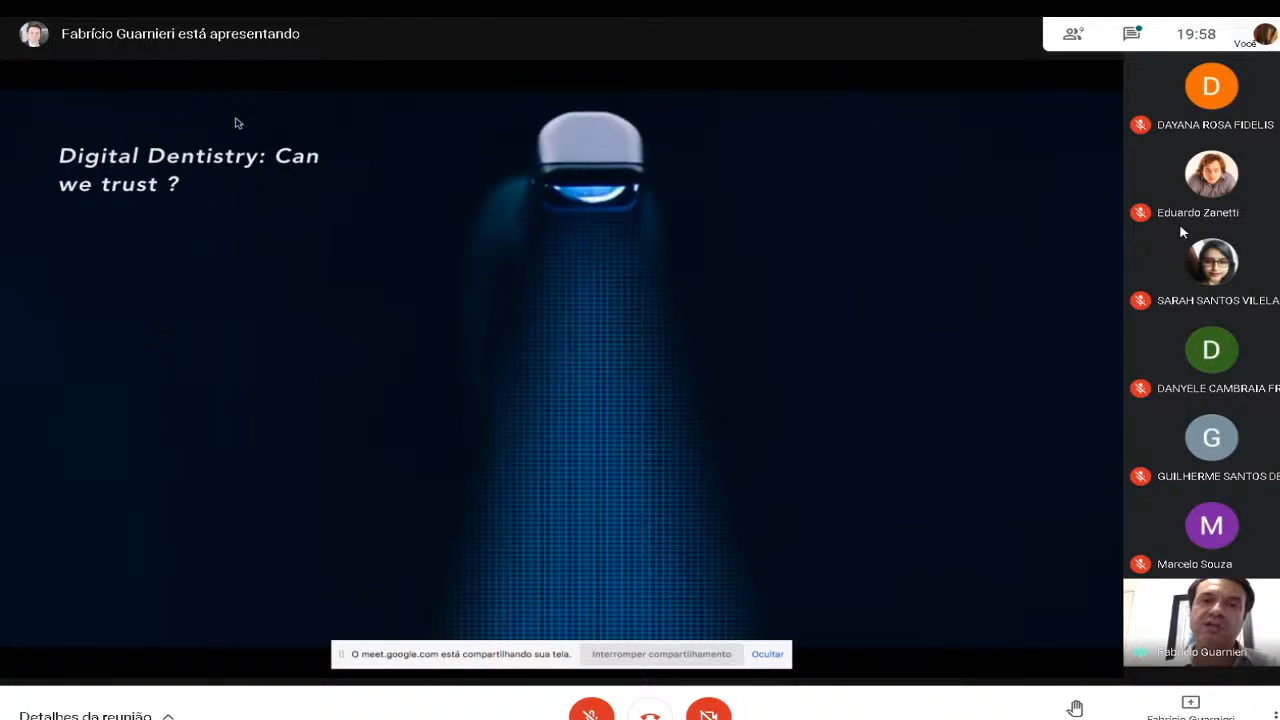 Fabrício Guarnieri está apresentando
9
19:58
Você
Digital Dentistry: Can
we trust ?
D
DAYANA ROSA FIDELIS
Eduardo Zanetti
SARAH SANTOS VILELA
D
DANYELE CAMBRAIA FR
G
GUILHERME SANTOS DE
M
Marcelo Souza
Fabrício Guarnieri
O meet.google.com está compartilhando sua tela.
Interromper compartilhamento
Ocultar
Detalhes da reunião
Fabrício Guarnieri